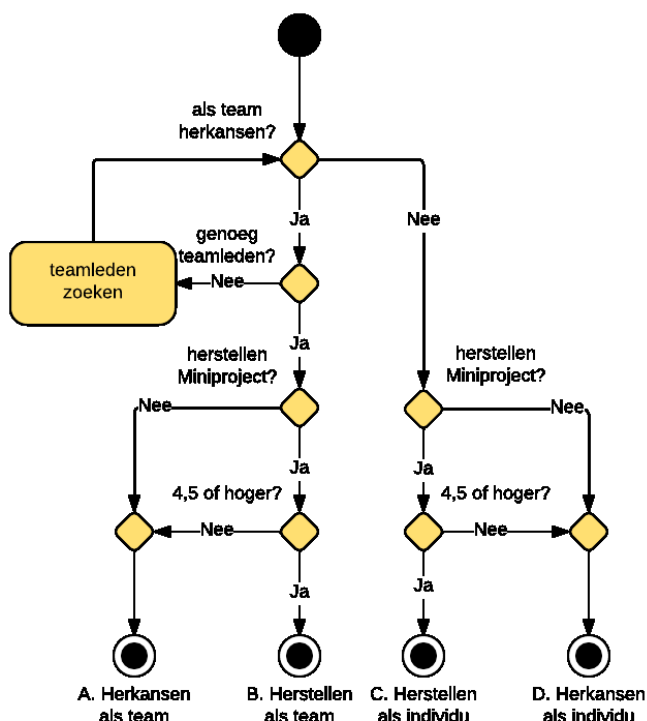 als team
herkansen?
Ja
Nee
genoeg
teamleden?
teamleden
zoeken
Nee
Ja
herstellen
Miniproject?
herstellen
Miniproject?
Nee
Nee
Ja
Ja
4,5 of hoger?
4,5 of hoger?
Nee
Nee
Ja
Ja
A. Herkansen
als team
B. Herstellen
als team
C. Herstellen
als individu
D. Herkansen
als individu